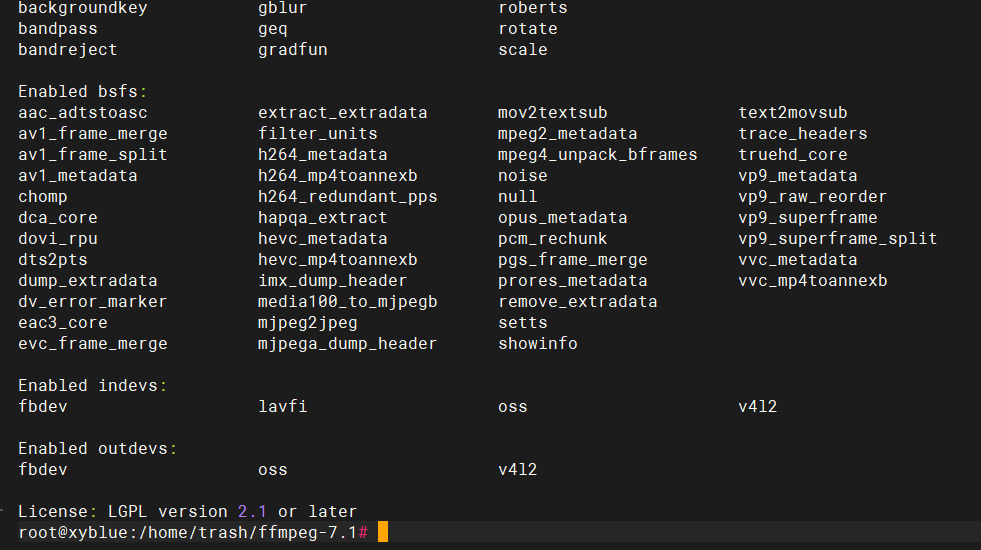 backgroundkey gblur roberts
bandpass geq rotate
bandreject gradfun scale
Enabled bsfs:
aac_adtstoasc extract_extradata mov2textsub text2movsub
av1_frame_merge filter_units mpeg2_metadata trace_headers
av1_frame_split h264_metadata mpeg4_unpack_bframes truehd_core
av1_metadata h264_mp4toannexb noise vp9_metadata
chomp h264_redundant_pps null vp9_raw_reorder
dca_core hapqa_extract opus_metadata vp9_superframe
dovi_rpu hevc_metadata pcm_rechunk vp9_superframe_split
dts2pts hevc_mp4toannexb pgs_frame_merge vvc_metadata
dump_extradata imx_dump_header prores_metadata vvc_mp4toannexb
dv_error_marker media100_to_mjpegb remove_extradata
eac3_core mjpeg2jpeg setts
evc_frame_merge mjpega_dump_header showinfo
Enabled indevs:
fbdev lavfi oss v4l2
Enabled outdevs:
fbdev oss v4l2
License: LGPL version 2.1 or later
root@xyblue:/home/trash/ffmpeg-7.1#